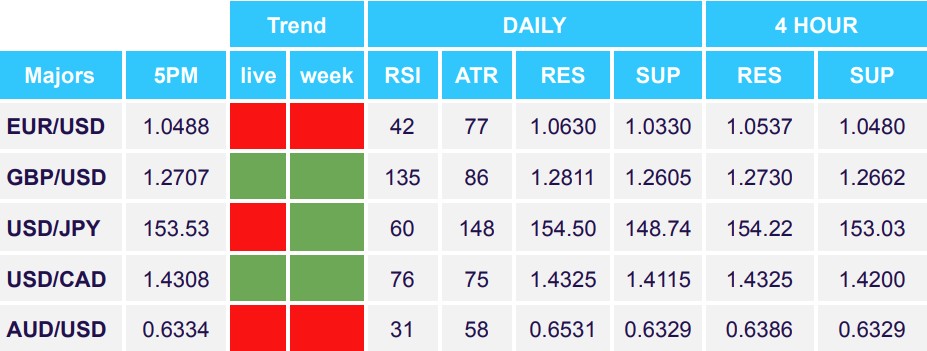 Trend DAILY 4 HOUR
Majors 5PM live week RSI ATR RES SUP RES SUP
EUR/USD 1.0488 42 77 1.0630 1.0330 1.0537 1.0480
GBP/USD 1.2707 135 86 1.2811 1.2605 1.2730 1.2662
USD/JPY 153.53 60 148 154.50 148.74 154.22 153.03
USD/CAD 1.4308 76 75 1.4325 1.4115 1.4325 1.4200
AUD/USD 0.6334 31 58 0.6531 0.6329 0.6386 0.6329